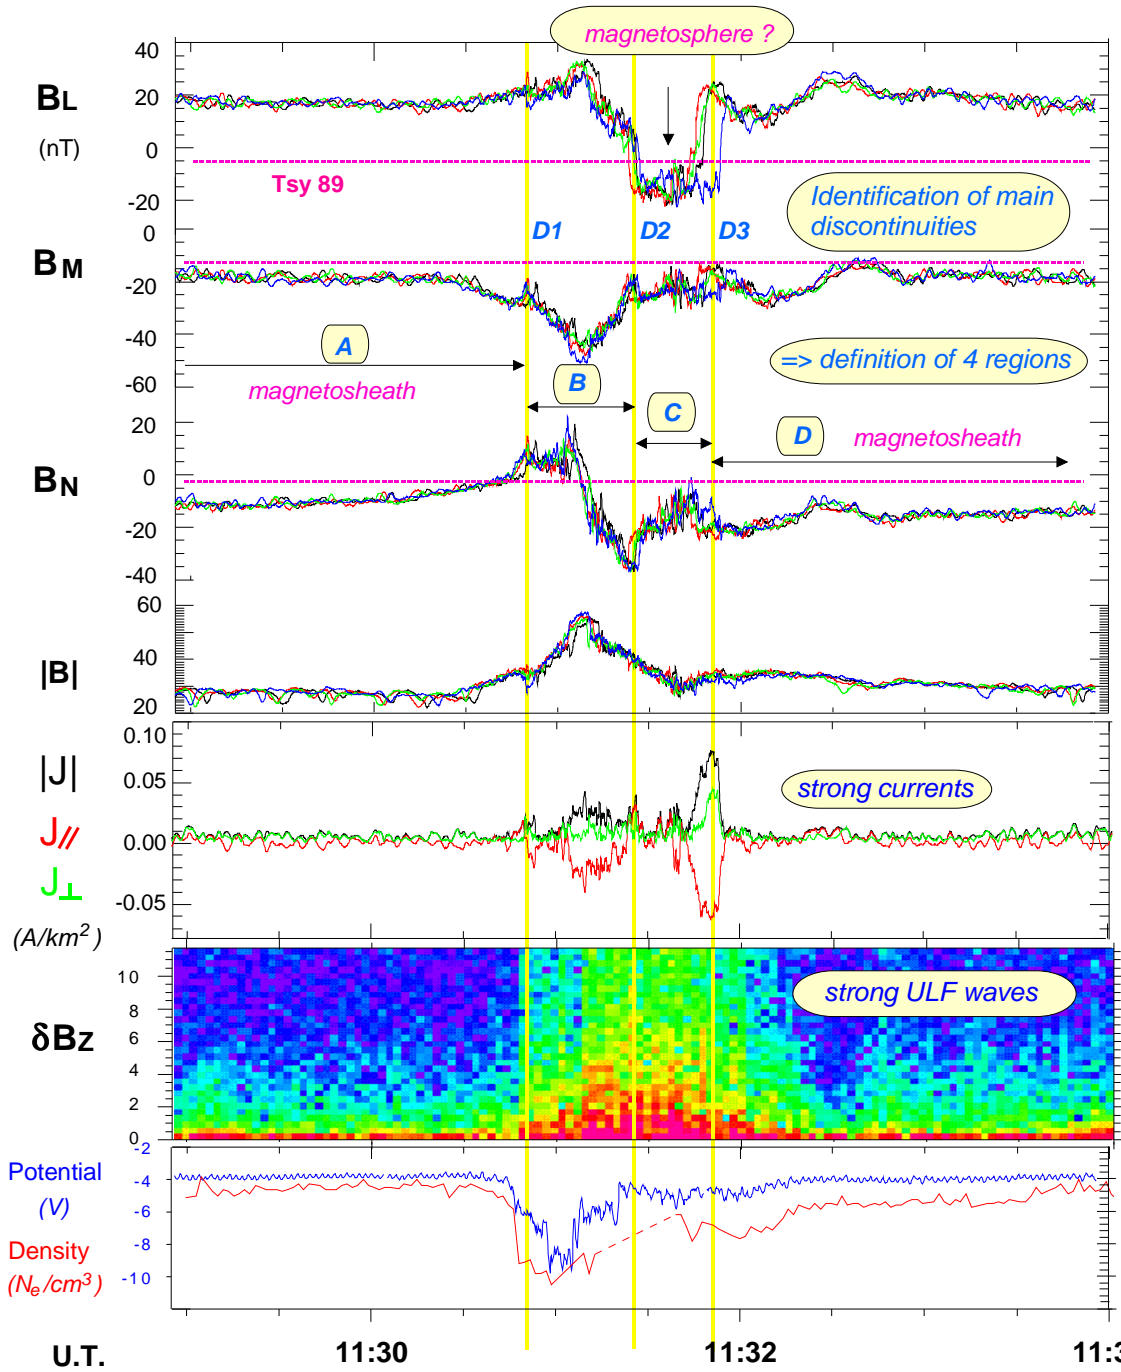 magnetosphere ?
40
20
0
-20
BL
(nT)
Tsy 89
Identification of main
discontinuities
D1
D2
D3
0
-20
-40
-60
BM
A
magnetosheath
B
C
D
magnetosheath
=> definition of 4 regions
20
0
-20
-40
BN
60
40
20
|B|
0.10
0.05
0.00
-0.05
|J|
J//
J⊥
(A/km²)
strong currents
10
8
6
4
2
0
δBz
strong ULF waves
-2
-4
-6
-8
-10
Potential
(V)
Density
(Ne/cm³)
U.T.
11:30
11:32
11:3